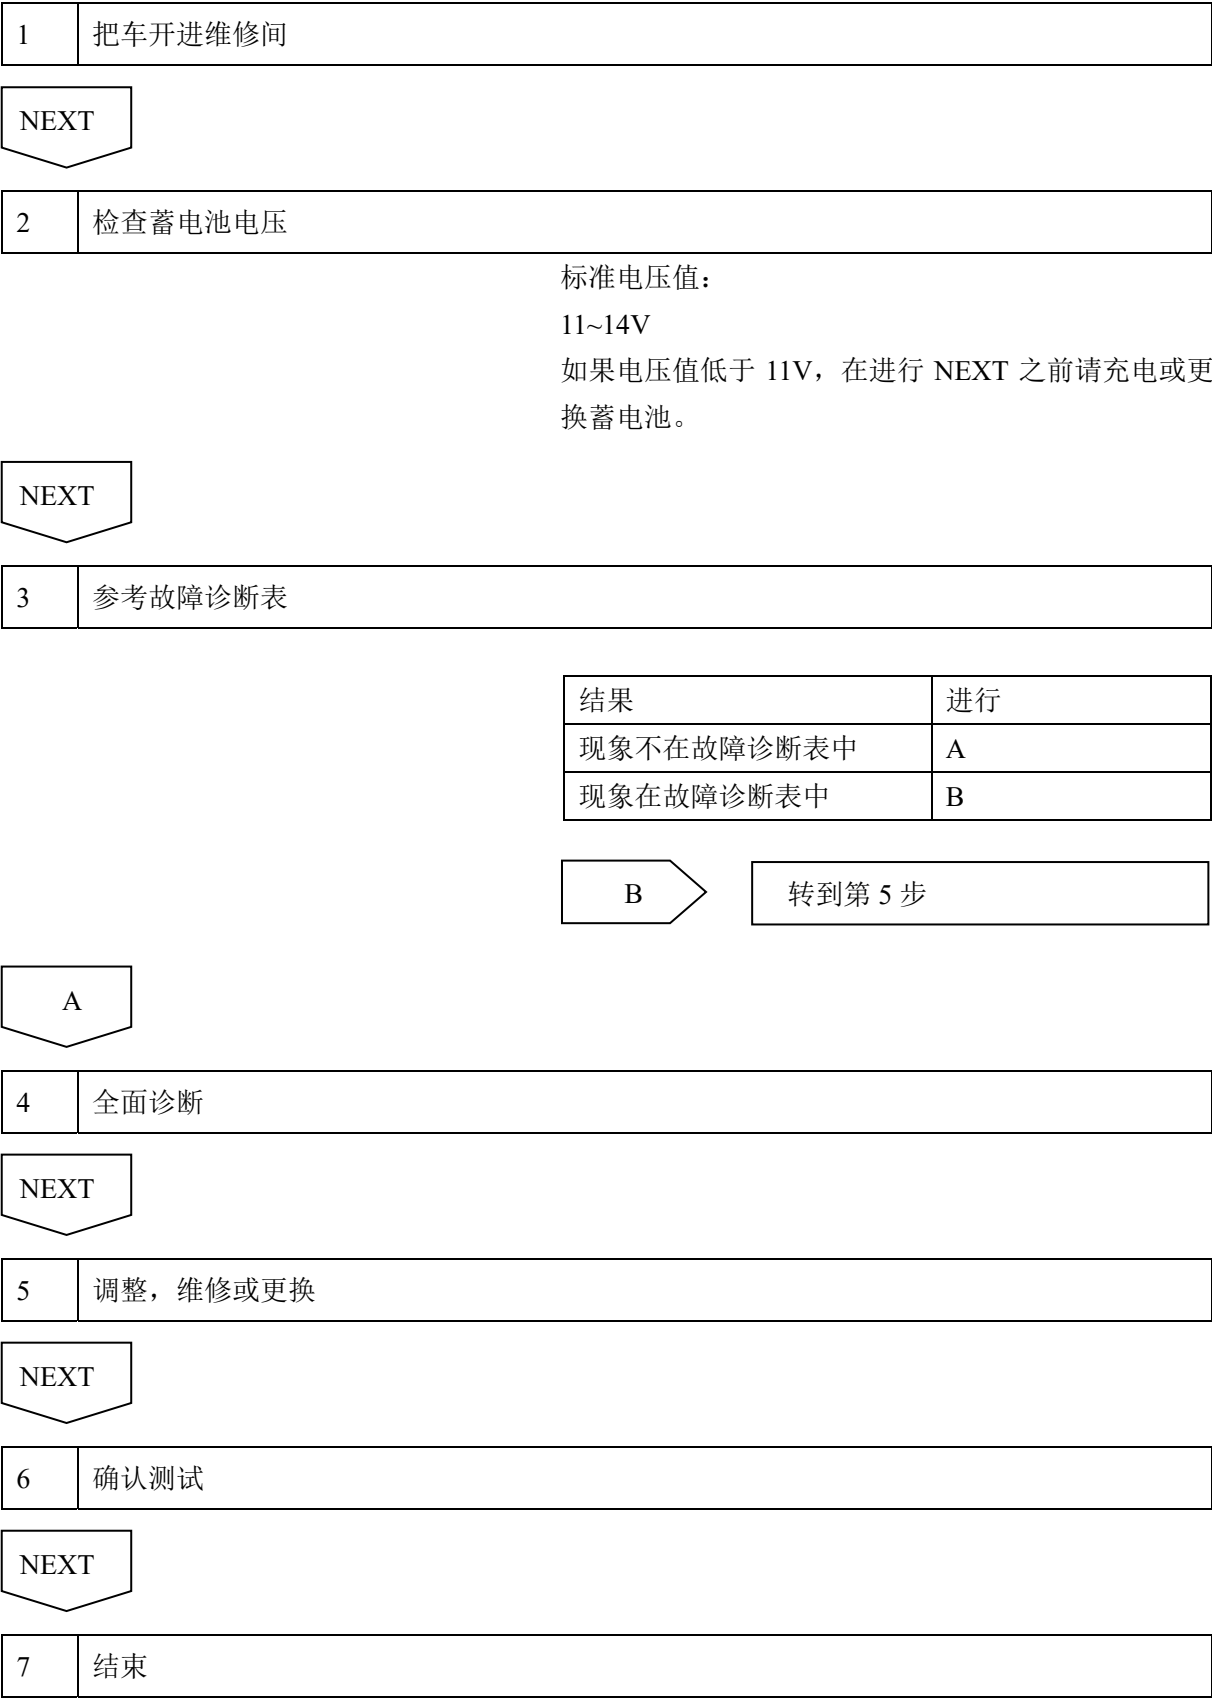 1 把车开进维修间
NEXT
2 检查蓄电池电压
标准电压值：
11~14V
如果电压值低于 11V，在进行 NEXT 之前请充电或更
换蓄电池。
NEXT
3 参考故障诊断表
结果 进行
现象不在故障诊断表中 A
现象在故障诊断表中 B
B 转到第 5 步
A
4 全面诊断
NEXT
5 调整，维修或更换
NEXT
6 确认测试
NEXT
7 结束